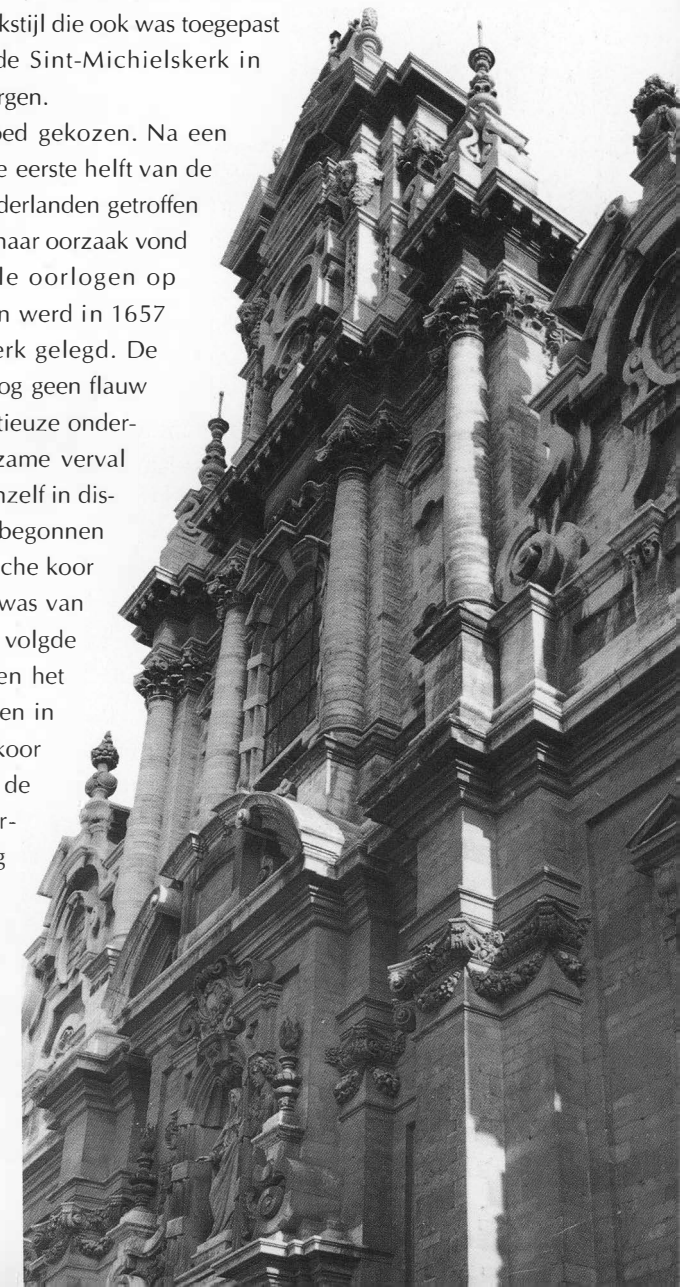 kstijl die ook was toegepast
de Sint-Michielskerk in
rgen.
oed gekozen. Na een
e eerste helft van de
derlanden getroffen
naar oorzaak vond
le oorlogen op
n werd in 1657
erk gelegd. De
og geen flauw
tieuze onder-
zame verval
nzelf in dis-
begonnen
che koor
was van
volgde
en het
en in
koor
de
r-
g